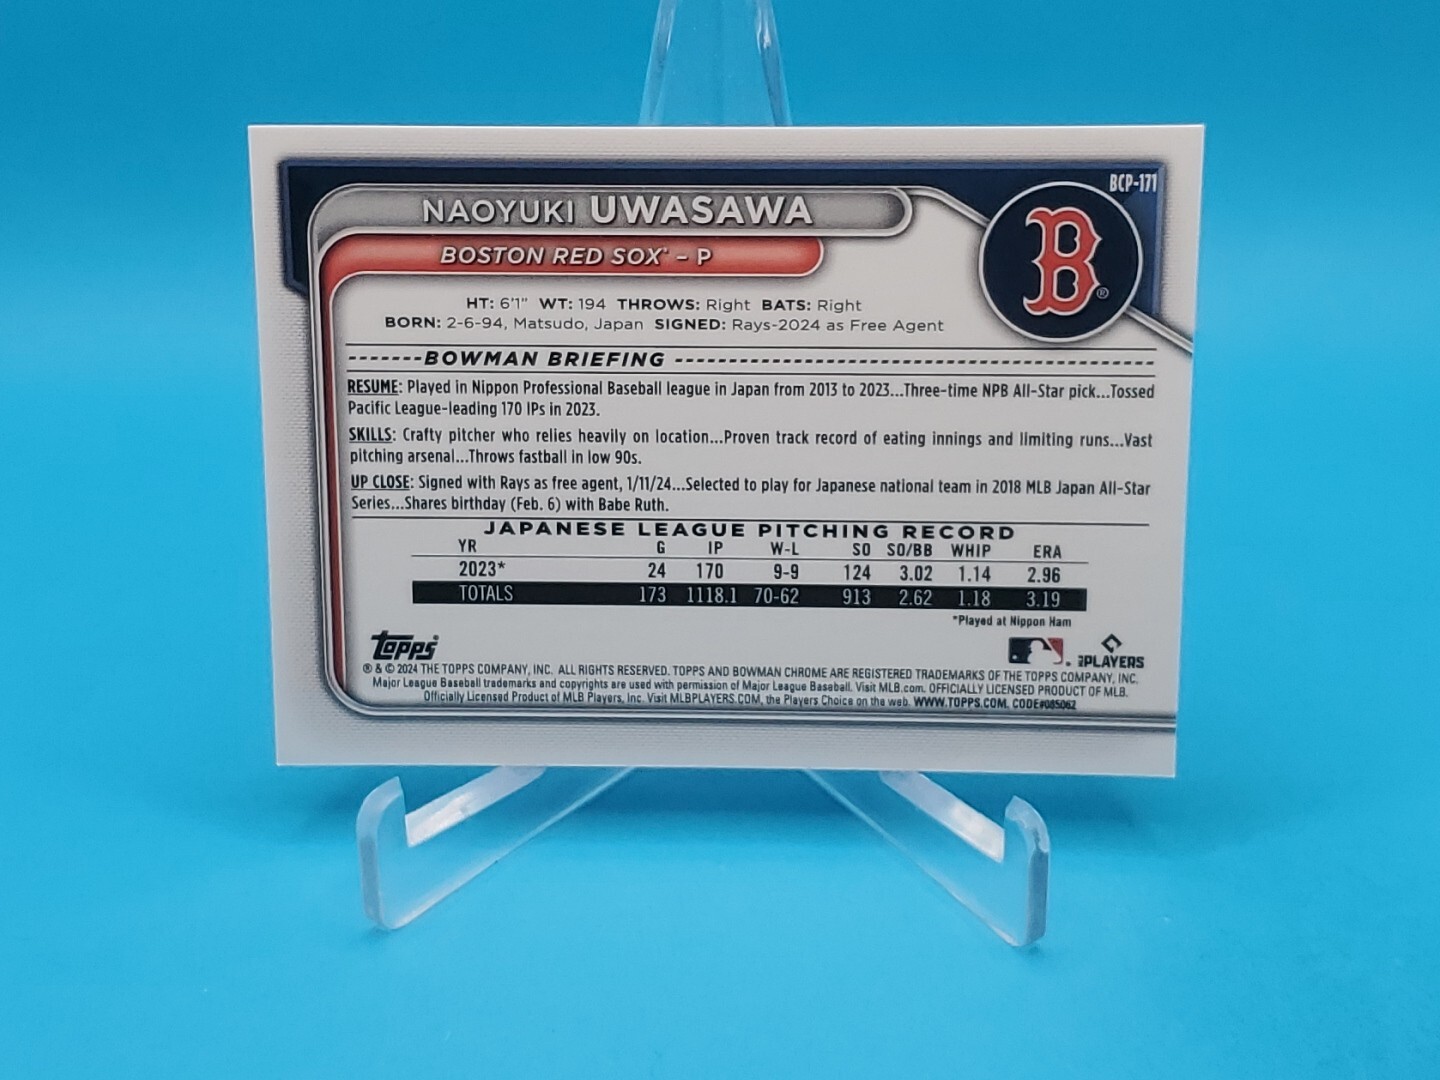 BCP-171
NAOYUKI UWASAWA
BOSTON RED SOX - P
B®
HT: 6'1" WT: 194 THROWS: Right BATS: Right
BORN: 2-6-94, Matsudo, Japan SIGNED: Rays-2024 as Free Agent
-------BOWMAN BRIEFING ----------------------------------------------
RESUME: Played in Nippon Professional Baseball league in Japan from 2013 to 2023...Three-time NPB All-Star pick...Tossed
Pacific League-leading 170 IPs in 2023.
SKILLS: Crafty pitcher who relies heavily on location...Proven track record of eating innings and limiting runs...Vast
pitching arsenal...Throws fastball in low 90s.
UP CLOSE: Signed with Rays as free agent, 1/11/24...Selected to play for Japanese national team in 2018 MLB Japan All-Star
Series...Shares birthday (Feb. 6) with Babe Ruth.
JAPANESE LEAGUE PITCHING RECORD
YR G IP W-L SO SO/BB WHIP ERA
2023* 24 170 9-9 124 3.02 1.14 2.96
TOTALS 173 1118.1 70-62 913 2.62 1.18 3.19
*Played at Nippon Ham
Topps
PLAYERS
® & © 2024 THE TOPPS COMPANY, INC. ALL RIGHTS RESERVED. TOPPS AND BOWMAN CHROME ARE REGISTERED TRADEMARKS OF THE TOPPS COMPANY, INC.
Major League Baseball trademarks and copyrights are used with permission of Major League Baseball. Visit MLB.com. OFFICIALLY LICENSED PRODUCT OF MLB.
Officially Licensed Product of MLB Players, Inc. Visit MLBPLAYERS.COM, the Players Choice on the web. WWW.TOPPS.COM. CODE#085062